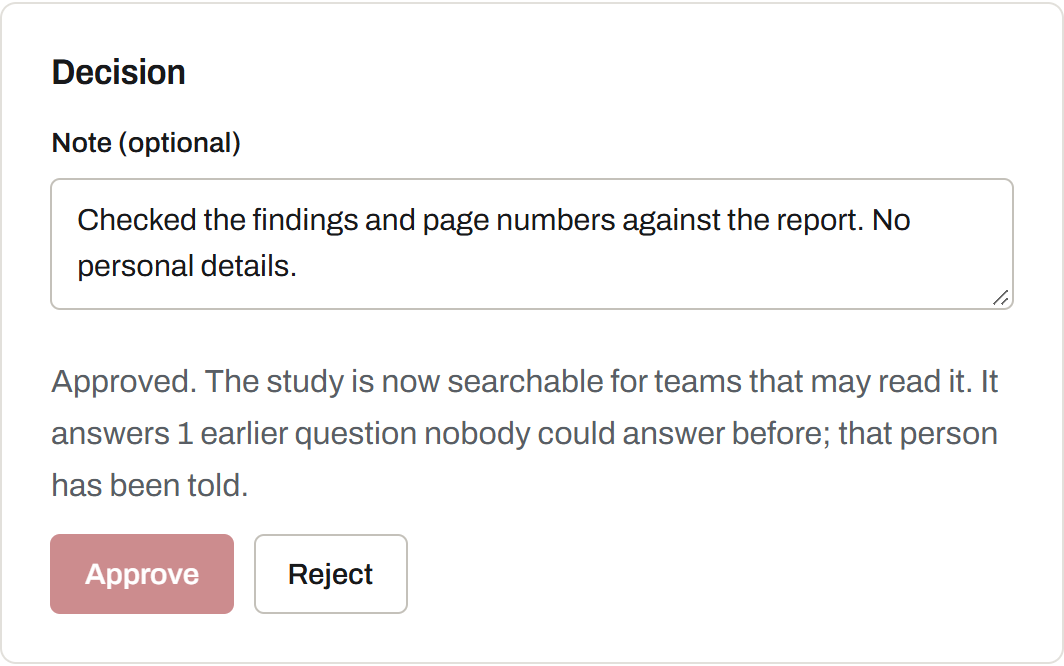 Decision
Note (optional)
Checked the findings and page numbers against the report. No
personal details.
Approved. The study is now searchable for teams that may read it. It
answers 1 earlier question nobody could answer before; that person
has been told.
Approve
Reject